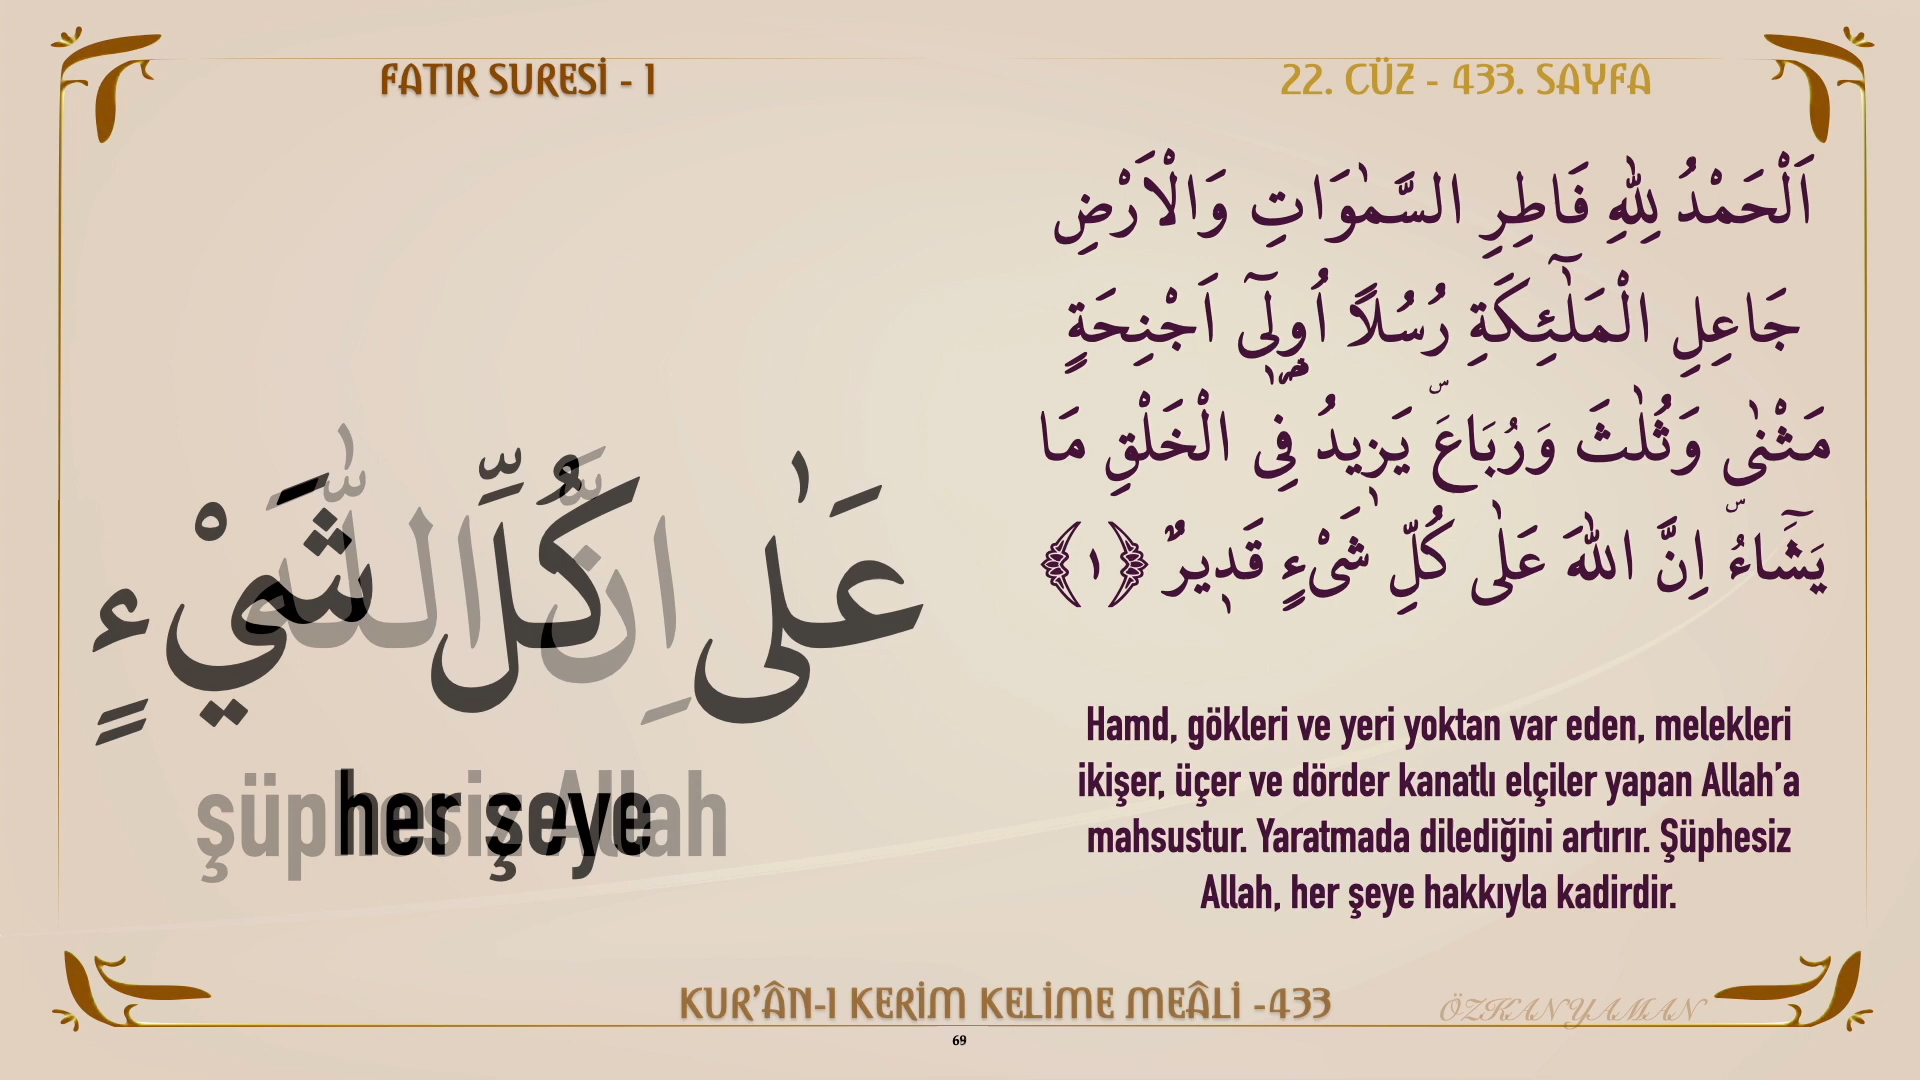 FATIR SURESİ - 1
22. CÜZ - 433. SAYFA
اَلْحَمْدُ لِلّٰهِ فَاطِرِ السَّمٰوَاتِ وَالْاَرْضِ
جَاعِلِ الْمَلٰٓئِكَةِ رُسُلًا اُو۬لٖٓي اَجْنِحَةٍ
مَثْنٰى وَثُلٰثَ وَرُبَاعَۜ يَزٖيدُ فِي الْخَلْقِ مَا
يَشَٓاءُۜ اِنَّ اللّٰهَ عَلٰى كُلِّ شَيْءٍ قَدٖيرٌ ﴿١﴾
اِنَّ اللّٰهَ
عَلٰى كُلِّ شَيْءٍ
şüphesiz Allah
her şeye
Hamd, gökleri ve yeri yoktan var eden, melekleri
ikişer, üçer ve dörder kanatlı elçiler yapan Allah’a
mahsustur. Yaratmada dilediğini artırır. Şüphesiz
Allah, her şeye hakkıyla kadirdir.
KUR’ÂN-I KERİM KELİME MEÂLİ -433
ÖZKAN YAMAN
69